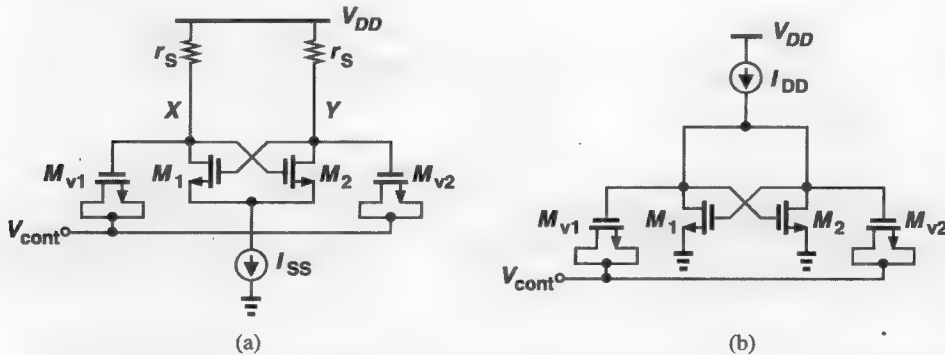 V_DD
r_S
r_S
X
Y
M_v1
M_1
M_2
M_v2
V_cont
I_SS
(a)
V_DD
I_DD
M_v1
M_1
M_2
M_v2
V_cont
(b)